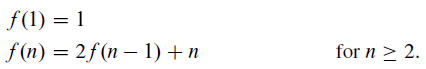 f(1) = 1
f(n) = 2f(n − 1) + n for n ≥ 2.